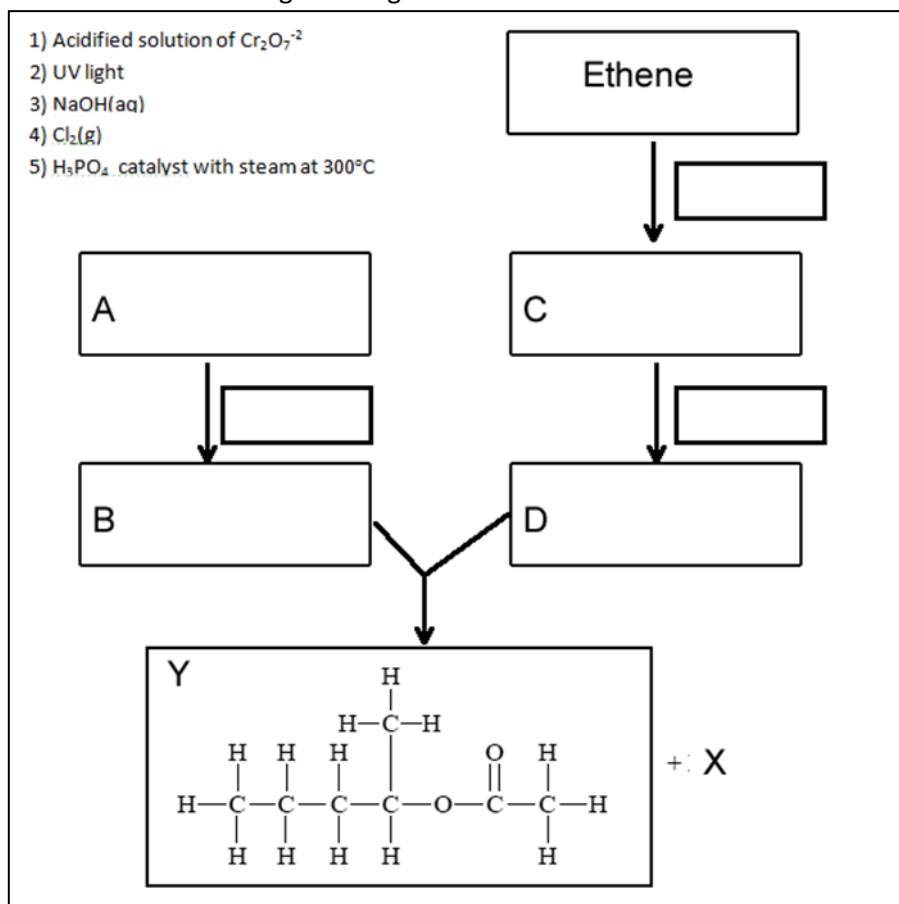 1) Acidified solution of Cr₂O₇⁻²
2) UV light
3) NaOH(aq)
4) Cl₂(g)
5) H₃PO₄ catalyst with steam at 300°C
Ethene
A
C
B
D
Y
H
H—C—H
H H H O H
H—C—C—C—C—O—C—C—H
H H H H H
+: X